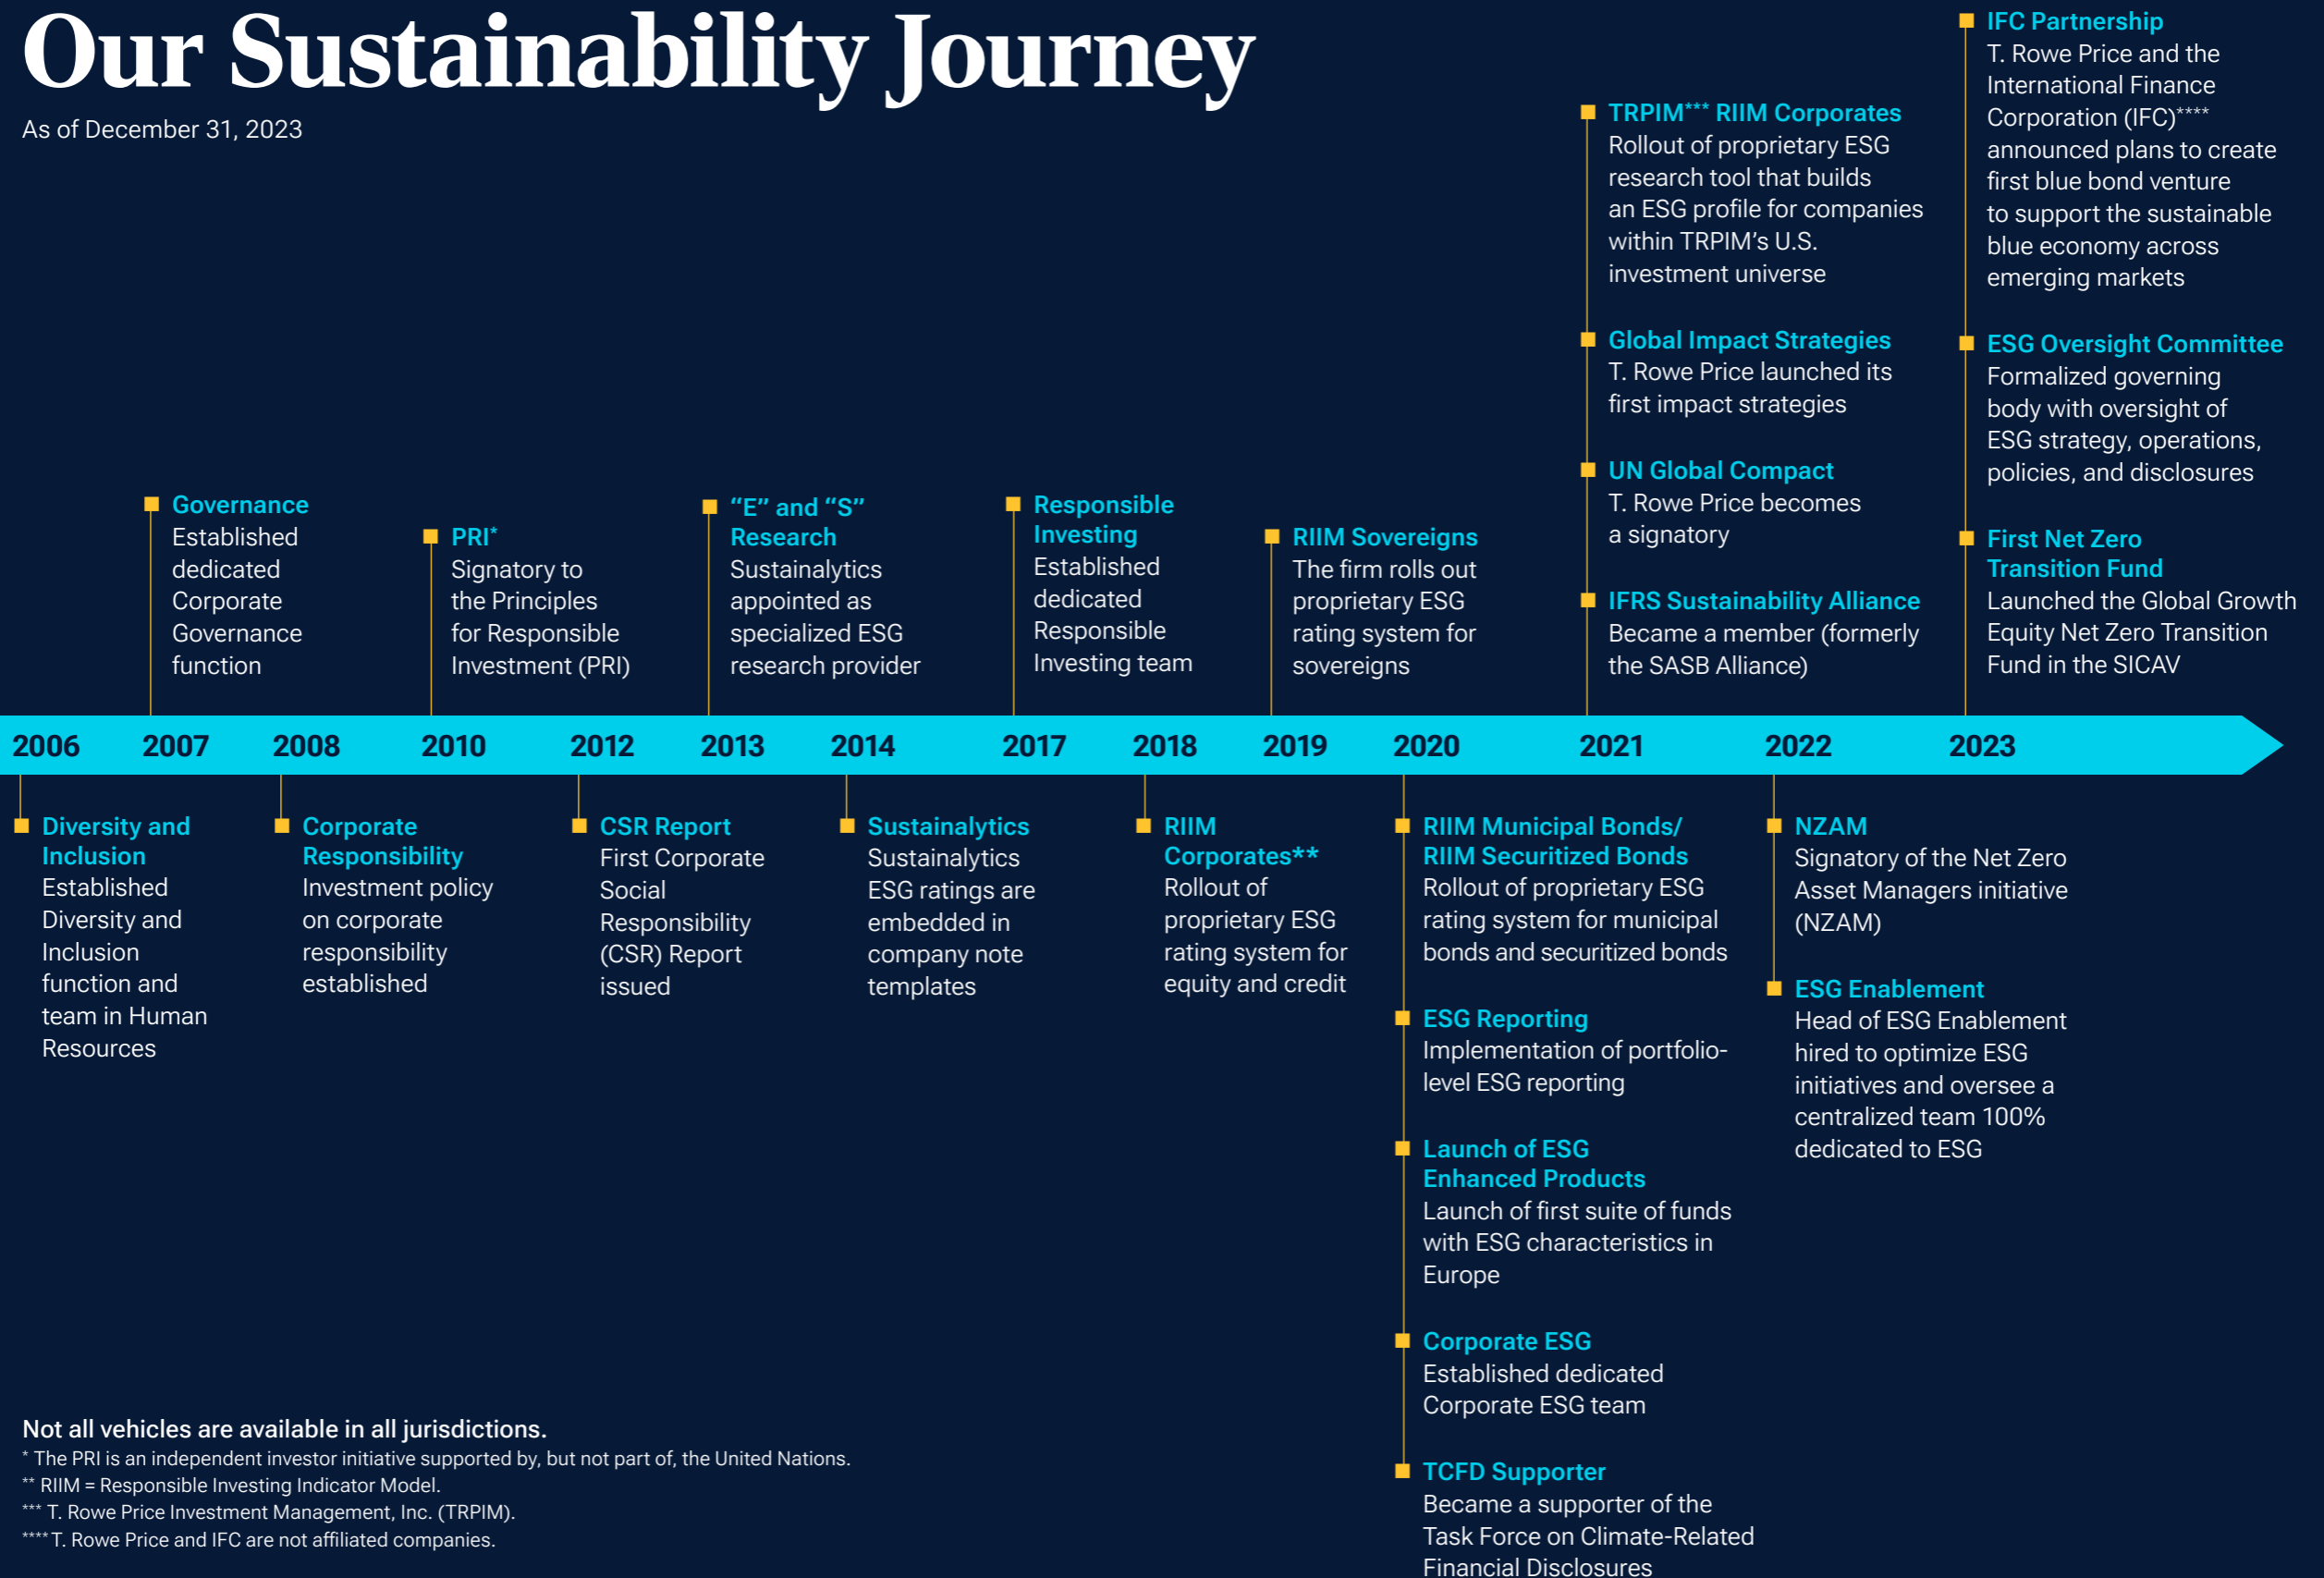 Our Sustainability Journey
As of December 31, 2023
Governance
Established
dedicated
Corporate
Governance
function
PRI*
Signatory to
the Principles
for Responsible
Investment (PRI)
“E” and “S”
Research
Sustainalytics
appointed as
specialized ESG
research provider
Responsible
Investing
Established
dedicated
Responsible
Investing team
RIIM Sovereigns
The firm rolls out
proprietary ESG
rating system for
sovereigns
TRPIM*** RIIM Corporates
Rollout of proprietary ESG
research tool that builds
an ESG profile for companies
within TRPIM’s U.S.
investment universe
Global Impact Strategies
T. Rowe Price launched its
first impact strategies
UN Global Compact
T. Rowe Price becomes
a signatory
IFRS Sustainability Alliance
Became a member (formerly
the SASB Alliance)
IFC Partnership
T. Rowe Price and the
International Finance
Corporation (IFC)****
announced plans to create
first blue bond venture
to support the sustainable
blue economy across
emerging markets
ESG Oversight Committee
Formalized governing
body with oversight of
ESG strategy, operations,
policies, and disclosures
First Net Zero
Transition Fund
Launched the Global Growth
Equity Net Zero Transition
Fund in the SICAV
2006 2007 2008 2010 2012 2013 2014 2017 2018 2019 2020 2021 2022 2023
Diversity and
Inclusion
Established
Diversity and
Inclusion
function and
team in Human
Resources
Corporate
Responsibility
Investment policy
on corporate
responsibility
established
CSR Report
First Corporate
Social
Responsibility
(CSR) Report
issued
Sustainalytics
Sustainalytics
ESG ratings are
embedded in
company note
templates
RIIM
Corporates**
Rollout of
proprietary ESG
rating system for
equity and credit
RIIM Municipal Bonds/
RIIM Securitized Bonds
Rollout of proprietary ESG
rating system for municipal
bonds and securitized bonds
ESG Reporting
Implementation of portfolio-
level ESG reporting
Launch of ESG
Enhanced Products
Launch of first suite of funds
with ESG characteristics in
Europe
Corporate ESG
Established dedicated
Corporate ESG team
TCFD Supporter
Became a supporter of the
Task Force on Climate-Related
Financial Disclosures
NZAM
Signatory of the Net Zero
Asset Managers initiative
(NZAM)
ESG Enablement
Head of ESG Enablement
hired to optimize ESG
initiatives and oversee a
centralized team 100%
dedicated to ESG
Not all vehicles are available in all jurisdictions.
* The PRI is an independent investor initiative supported by, but not part of, the United Nations.
** RIIM = Responsible Investing Indicator Model.
*** T. Rowe Price Investment Management, Inc. (TRPIM).
**** T. Rowe Price and IFC are not affiliated companies.